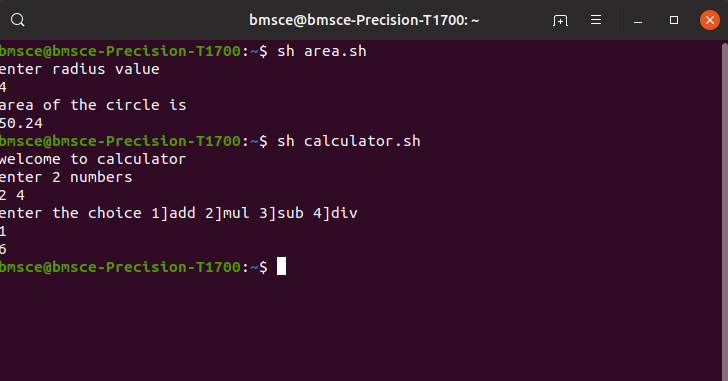 bmsce@bmsce-Precision-T1700: ~
bmsce@bmsce-Precision-T1700:~$ sh area.sh
enter radius value
4
area of the circle is
50.24
bmsce@bmsce-Precision-T1700:~$ sh calculator.sh
welcome to calculator
enter 2 numbers
2 4
enter the choice 1]add 2]mul 3]sub 4]div
1
6
bmsce@bmsce-Precision-T1700:~$